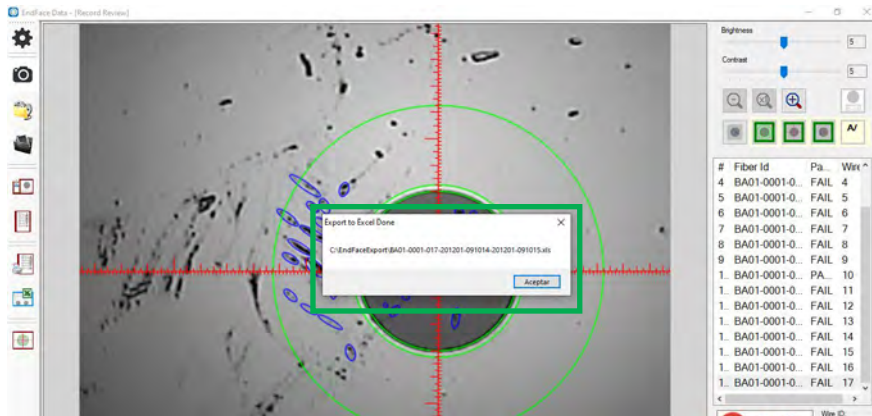 EndFace Data - [Record Review]
Brightness
5
Contrast
5
A/
# Fiber Id Pa... Wire
4 BA01-0001-0... FAIL 4
5 BA01-0001-0... FAIL 5
6 BA01-0001-0... FAIL 6
7 BA01-0001-0... FAIL 7
8 BA01-0001-0... FAIL 8
9 BA01-0001-0... FAIL 9
1.. BA01-0001-0... PA... 10
1.. BA01-0001-0... FAIL 11
1.. BA01-0001-0... FAIL 12
1.. BA01-0001-0... FAIL 13
1.. BA01-0001-0... FAIL 14
1.. BA01-0001-0... FAIL 15
1.. BA01-0001-0... FAIL 16
1.. BA01-0001-0... FAIL 17
Wire ID:
Export to Excel Done
C:\EndFaceExport\BA01-0001-017-201201-091014-201201-091015.xls
Aceptar